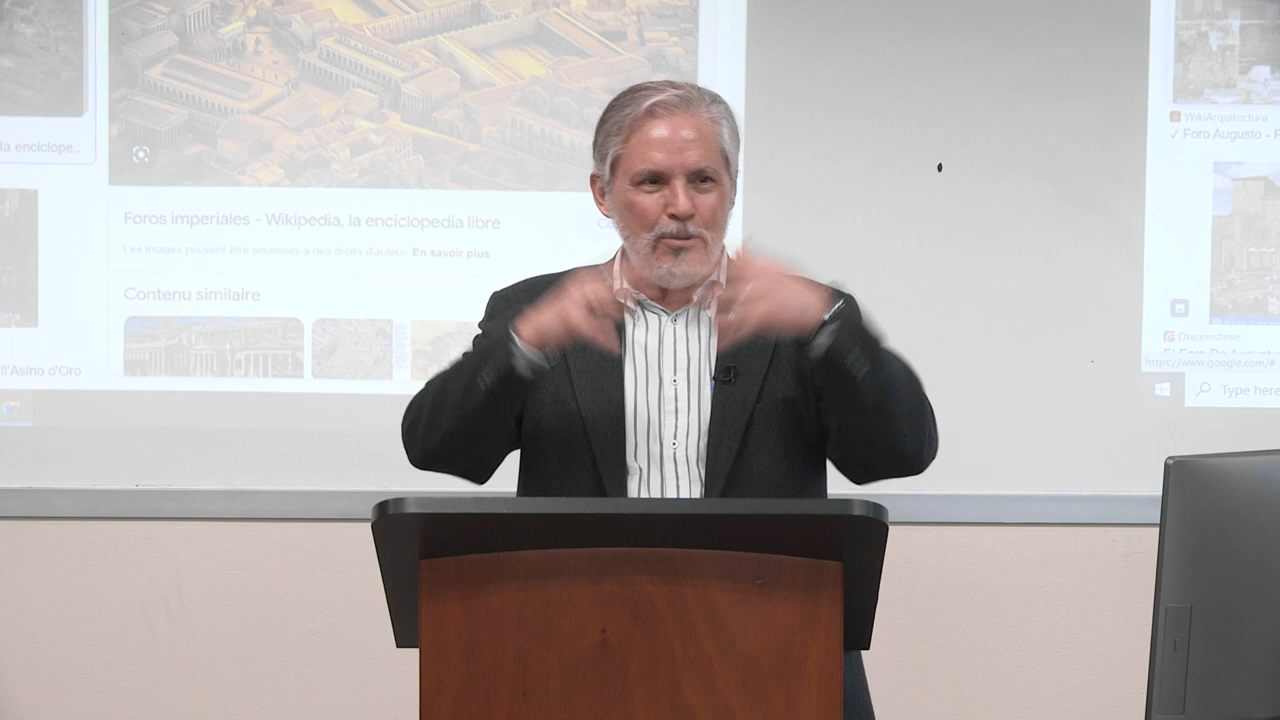 la enciclope..
ll'Asino d'Oro
Foros imperiales - Wikipedia, la enciclopedia libre
Les images peuvent être soumises à des droits d'auteur. En savoir plus
Contenu similaire
WikiArquitectura
✓ Foro Augusto - F
Dreamstime
https://www.google.com/#
Type here